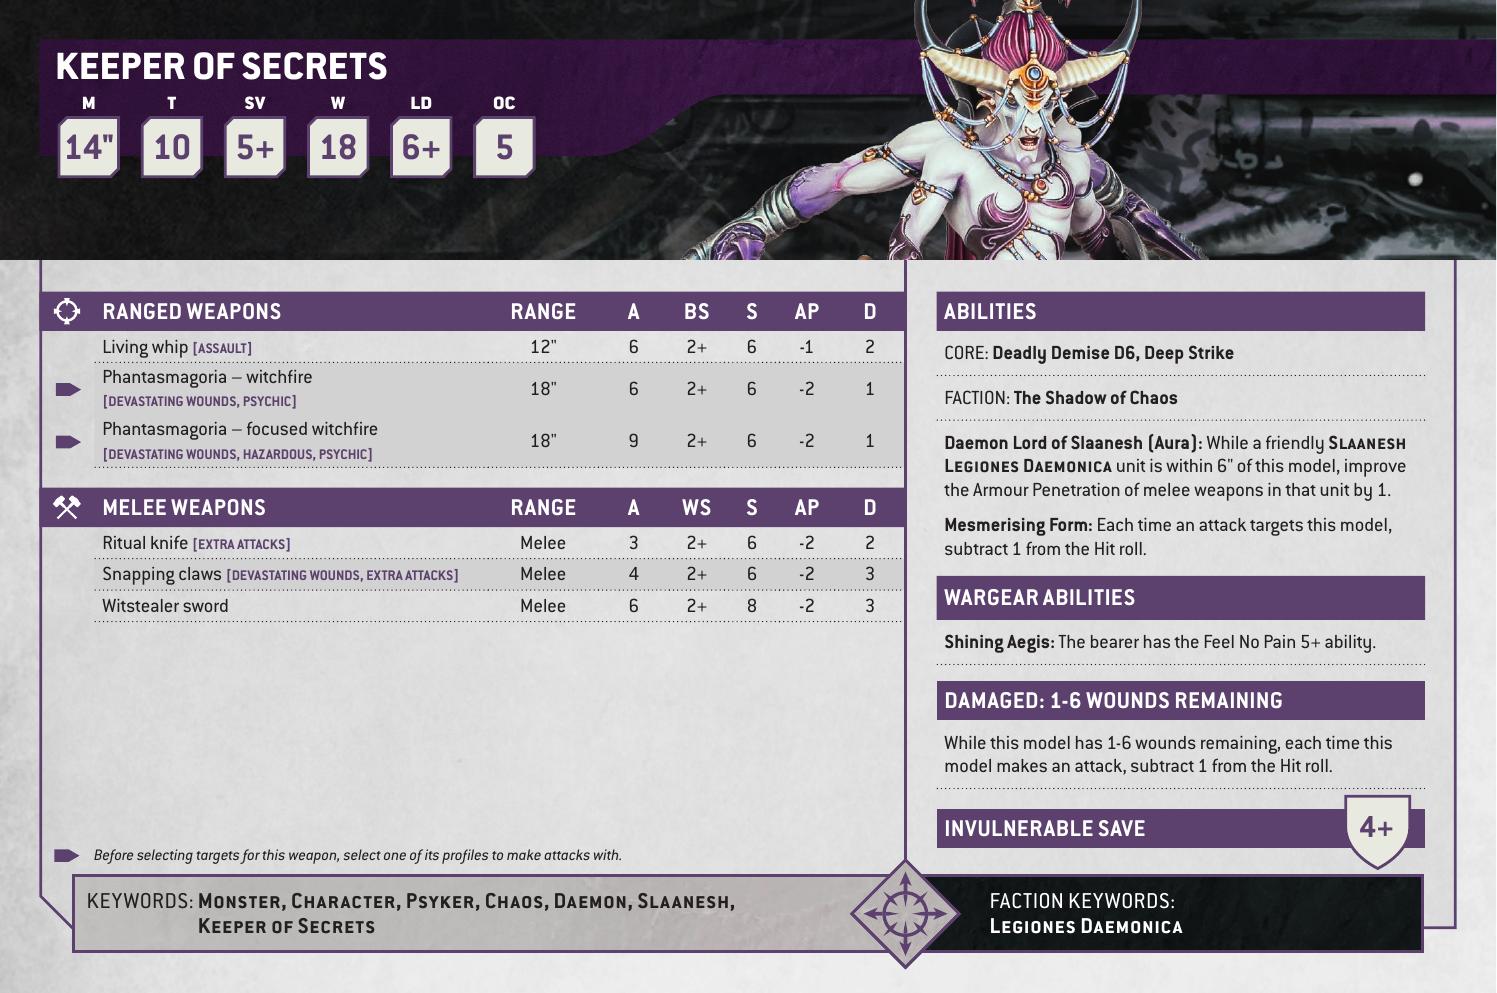 KEEPER OF SECRETS
M T SV W LD OC
14" 10 5+ 18 6+ 5
RANGED WEAPONS RANGE A BS S AP D
Living whip [ASSAULT] 12" 6 2+ 6 -1 2
Phantasmagoria – witchfire
[DEVASTATING WOUNDS, PSYCHIC] 18" 6 2+ 6 -2 1
Phantasmagoria – focused witchfire
[DEVASTATING WOUNDS, HAZARDOUS, PSYCHIC] 18" 9 2+ 6 -2 1
MELEE WEAPONS RANGE A WS S AP D
Ritual knife [EXTRA ATTACKS] Melee 3 2+ 6 -2 2
Snapping claws [DEVASTATING WOUNDS, EXTRA ATTACKS] Melee 4 2+ 6 -2 3
Witstealer sword Melee 6 2+ 8 -2 3
Before selecting targets for this weapon, select one of its profiles to make attacks with.
ABILITIES
CORE: Deadly Demise D6, Deep Strike
FACTION: The Shadow of Chaos
Daemon Lord of Slaanesh (Aura): While a friendly SLAANESH
LEGIONES DAEMONICA unit is within 6" of this model, improve
the Armour Penetration of melee weapons in that unit by 1.
Mesmerising Form: Each time an attack targets this model,
subtract 1 from the Hit roll.
WARGEAR ABILITIES
Shining Aegis: The bearer has the Feel No Pain 5+ ability.
DAMAGED: 1-6 WOUNDS REMAINING
While this model has 1-6 wounds remaining, each time this
model makes an attack, subtract 1 from the Hit roll.
INVULNERABLE SAVE 4+
KEYWORDS: MONSTER, CHARACTER, PSYKER, CHAOS, DAEMON, SLAANESH,
KEEPER OF SECRETS
FACTION KEYWORDS:
LEGIONES DAEMONICA